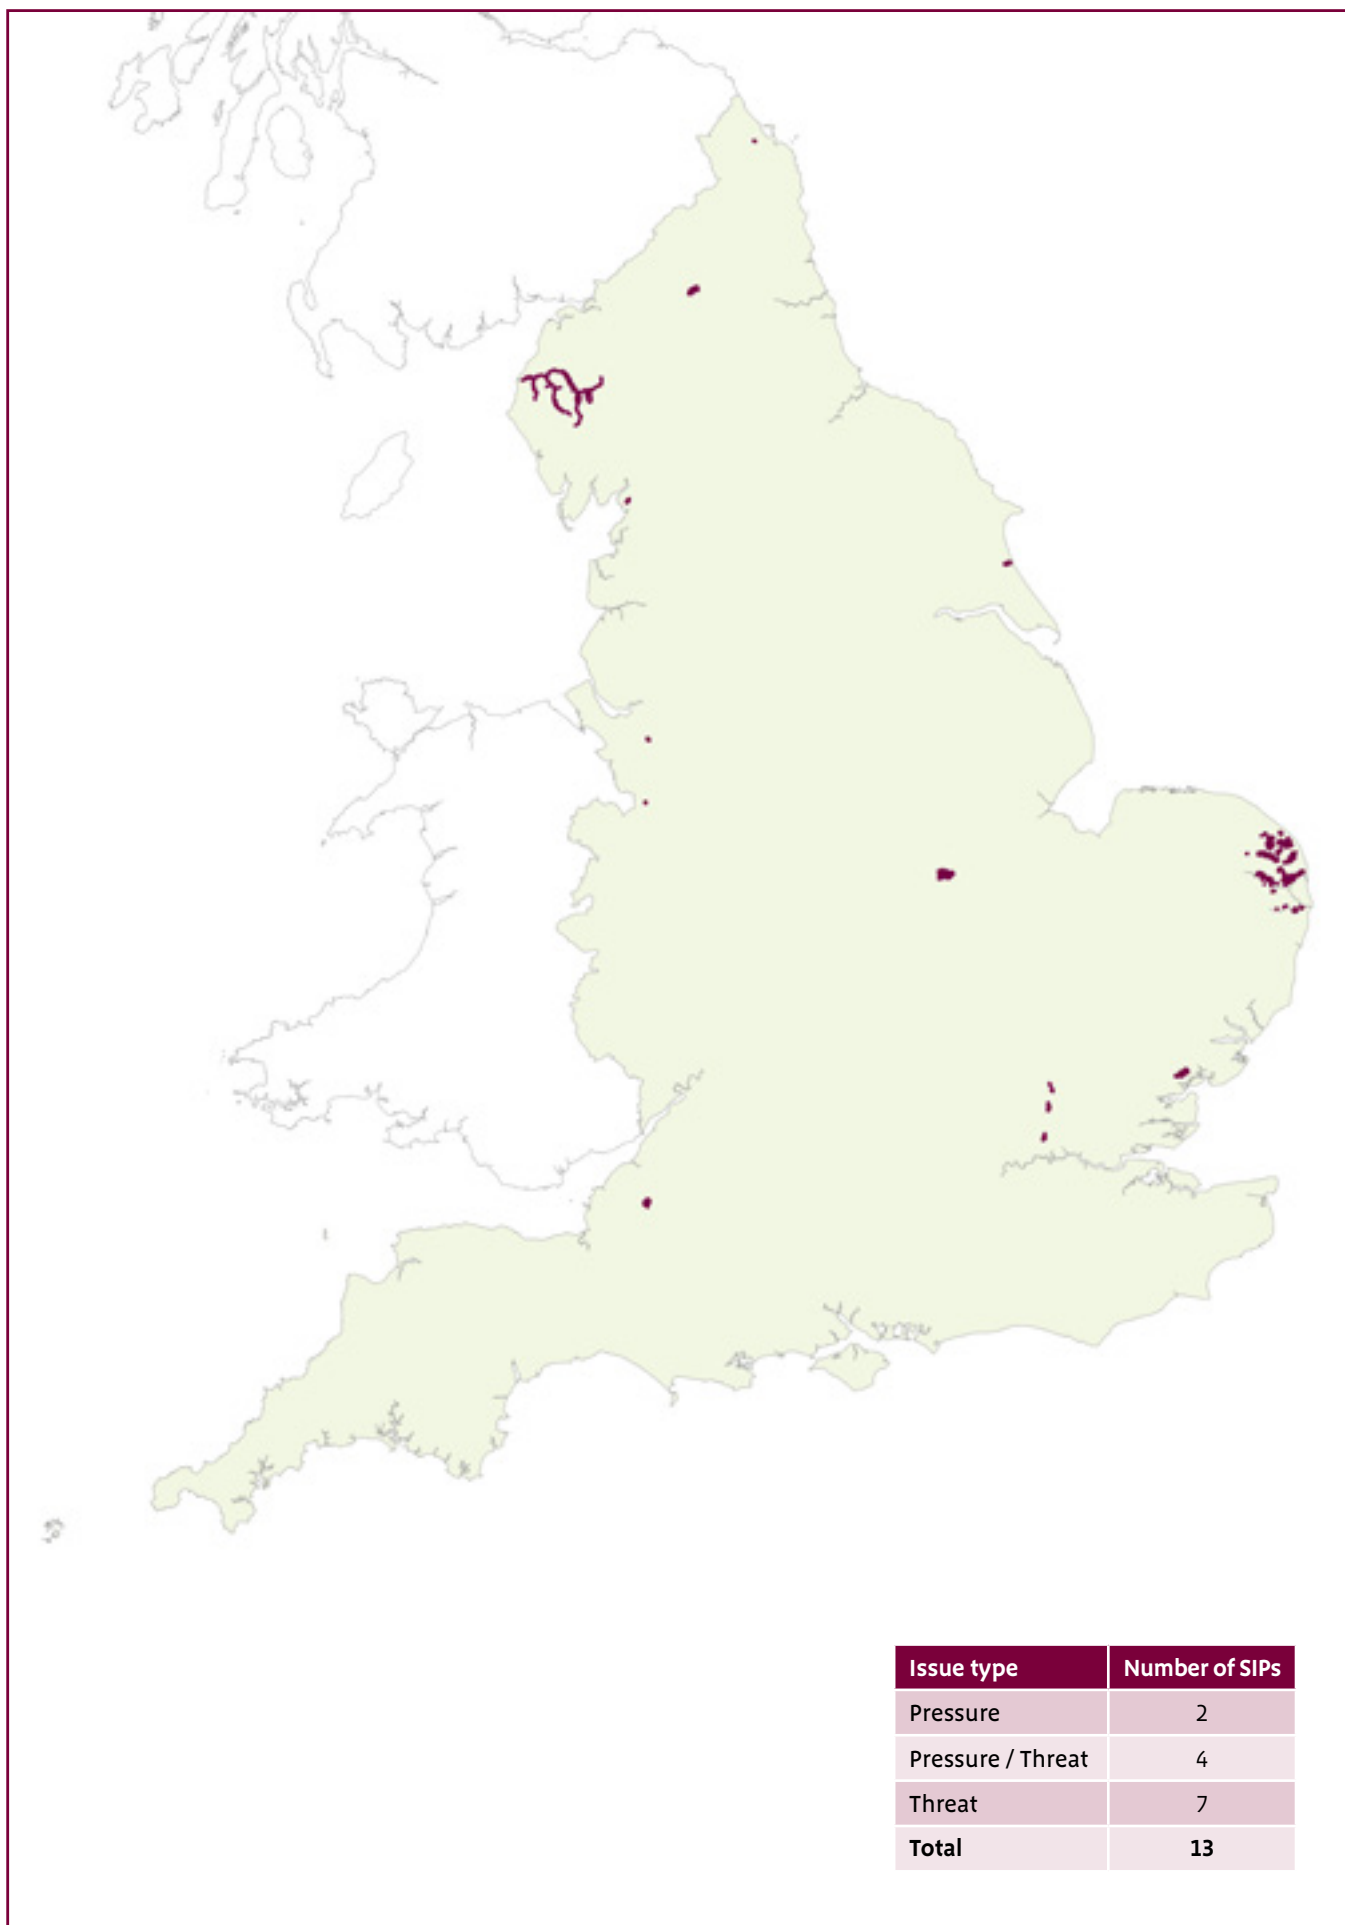 Issue type Number of SIPs
Pressure 2
Pressure / Threat 4
Threat 7
Total 13